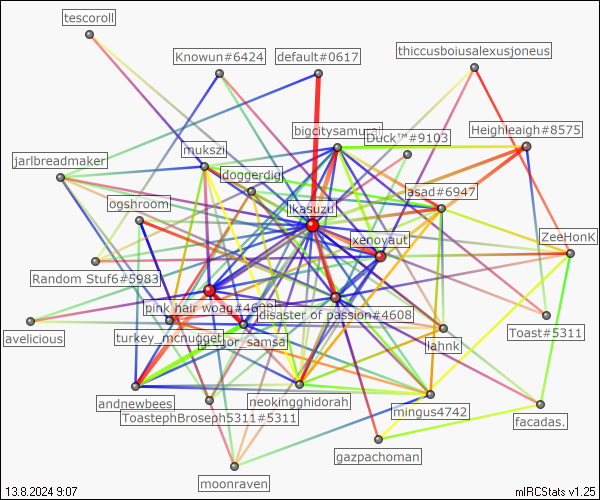 tescoroll
Knowun#6424
default#0617
thiccusboiusalexusjoneus
bigcitysamurai
Duck™#9103
Heighleaigh#8575
mukszi
jarlbreadmaker
doggerdig
asad#6947
ogshroom
ikasuzu
xenovaut
ZeeHonK
Random Stuf6#5983
pink hair woag#4608
disaster of passion#4608
avelicious
turkey_mcnugget
gregor_samsa
lahnk
Toast#5311
andnewbees
neokingghidorah
ToastephBroseph5311#5311
mingus4742
facadas.
gazpachoman
moonraven
13.8.2024 9:07
mIRCStats v1.25